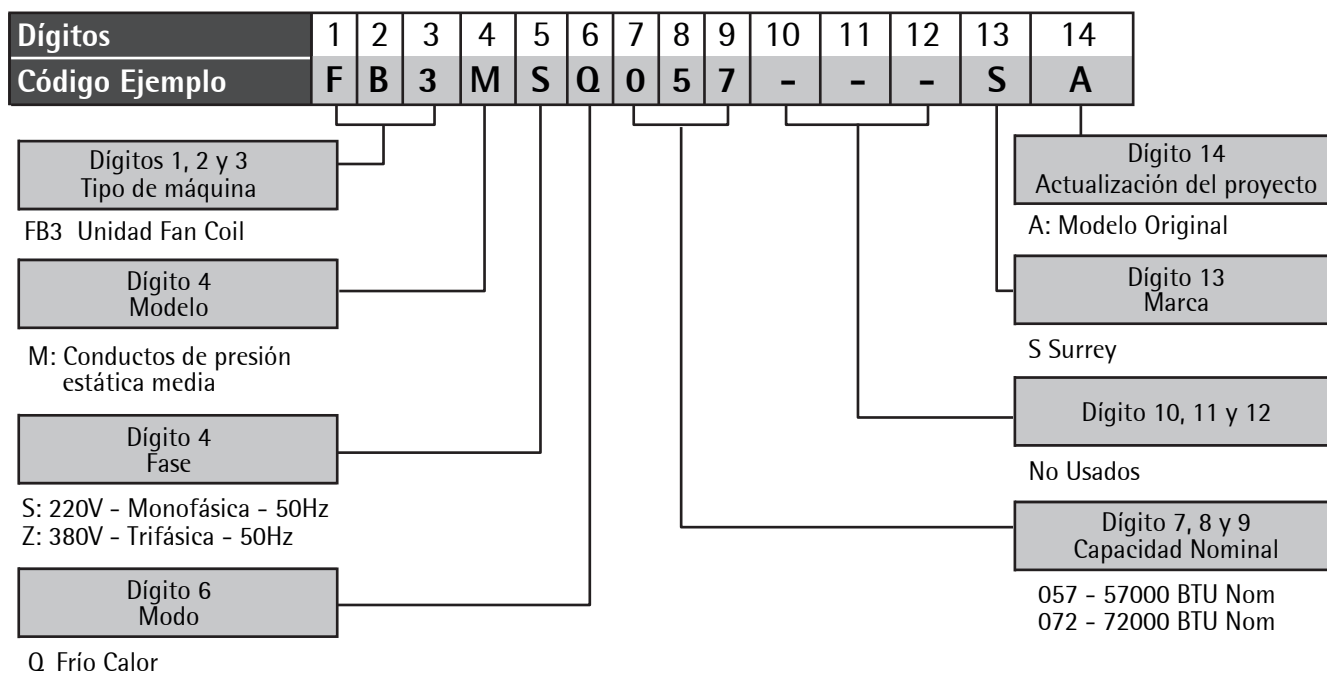 Dígitos 1 2 3 4 5 6 7 8 9 10 11 12 13 14
Código Ejemplo F B 3 M S Q 0 5 7 - - - S A
Dígitos 1, 2 y 3
Tipo de máquina
FB3 Unidad Fan Coil
Dígito 4
Modelo
M: Conductos de presión
estática media
Dígito 4
Fase
S: 220V - Monofásica - 50Hz
Z: 380V - Trifásica - 50Hz
Dígito 6
Modo
Q Frío Calor
Dígito 14
Actualización del proyecto
A: Modelo Original
Dígito 13
Marca
S Surrey
Dígito 10, 11 y 12
No Usados
Dígito 7, 8 y 9
Capacidad Nominal
057 - 57000 BTU Nom
072 - 72000 BTU Nom